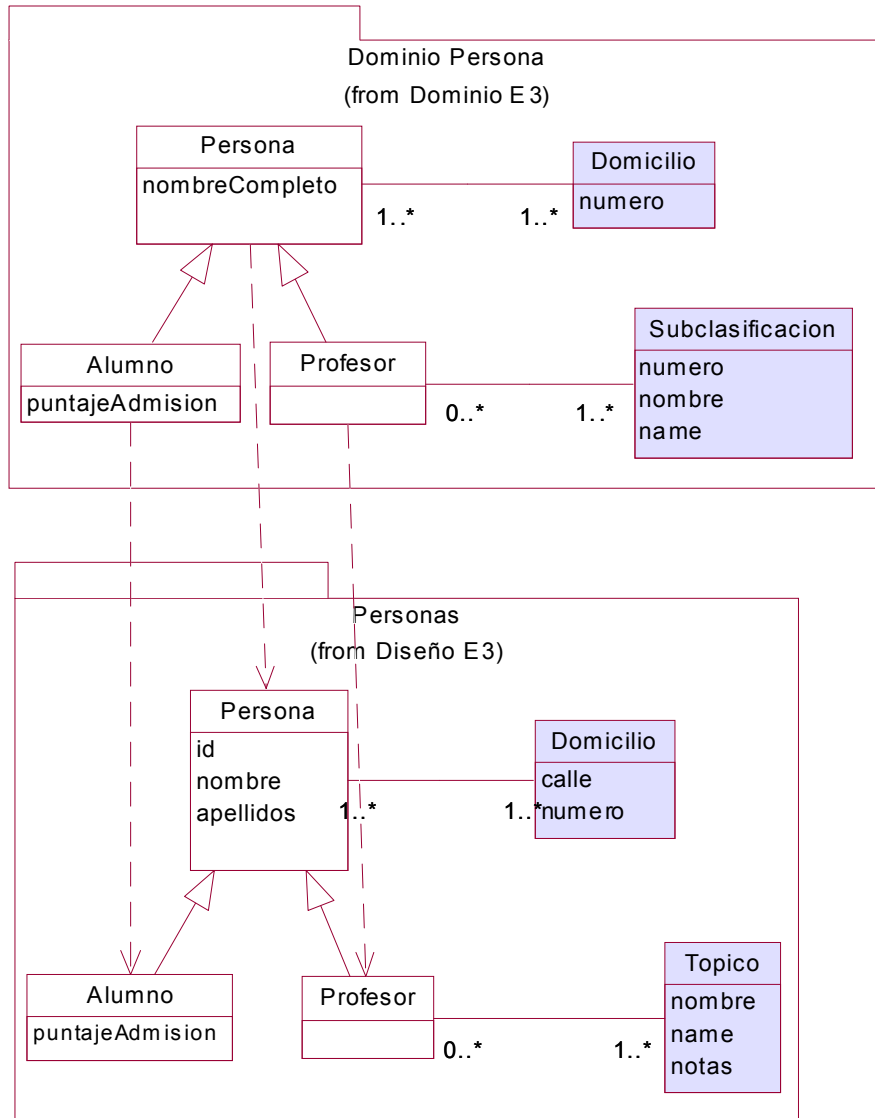 Dominio Persona
(from Dominio E3)
Persona
nombreCompleto
1..*
1..*
Domicilio
numero
Alumno
puntajeAdmision
Profesor
0..*
1..*
Subclasificacion
numero
nombre
name
Personas
(from Diseño E3)
Persona
id
nombre
apellidos
1..*
1..*
Domicilio
calle
numero
Alumno
puntajeAdmision
Profesor
0..*
1..*
Topico
nombre
name
notas